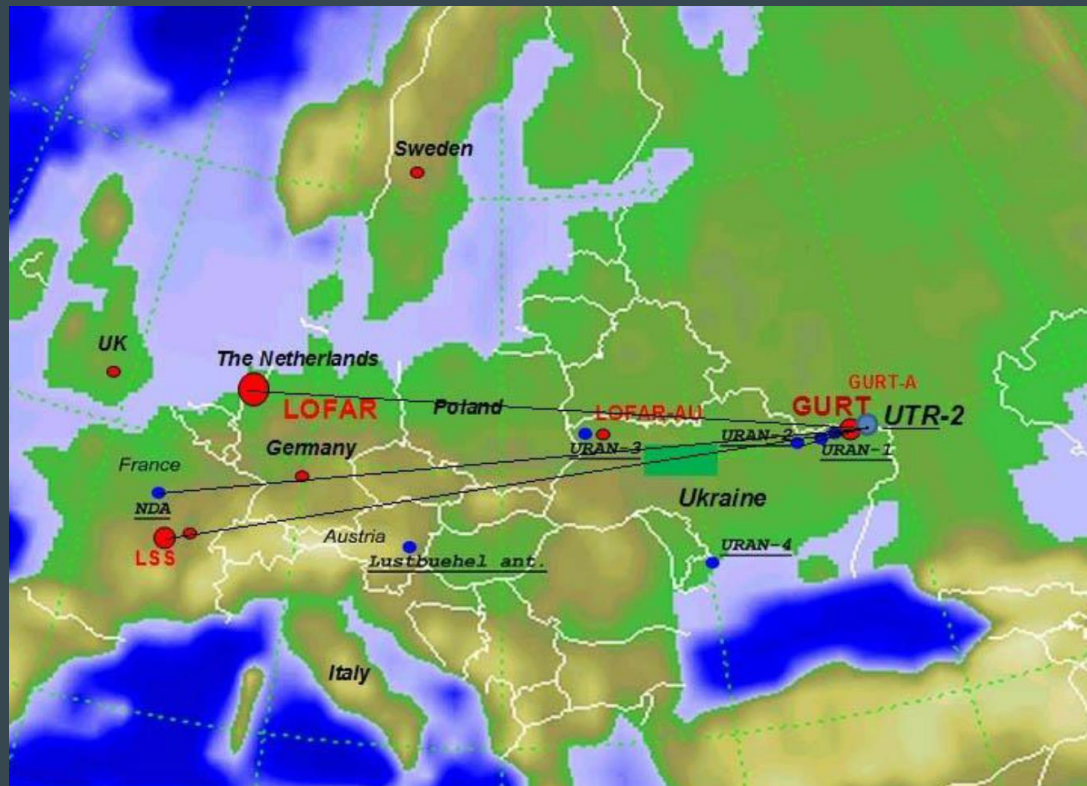 Sweden
UK
The Netherlands
GURT-A
LOFAR
Poland
LOFAR-AU
GURT
UTR-2
Germany
URAN-3
URAN-2
URAN-1
France
NDA
Ukraine
LSS
Austria
Lustbuehel ant.
URAN-4
Italy